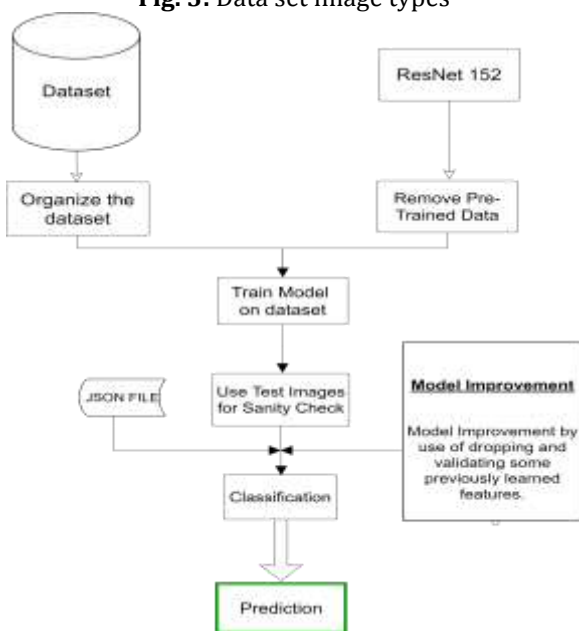 Fig. 5: Data set image types
Dataset
ResNet 152
Organize the
dataset
Remove Pre-
Trained Data
Train Model
on dataset
JSON FILE
Use Test Images
for Sanity Check
Model Improvement
Model Improvement by
use of dropping and
validating some
previously learned
features.
Classification
Prediction